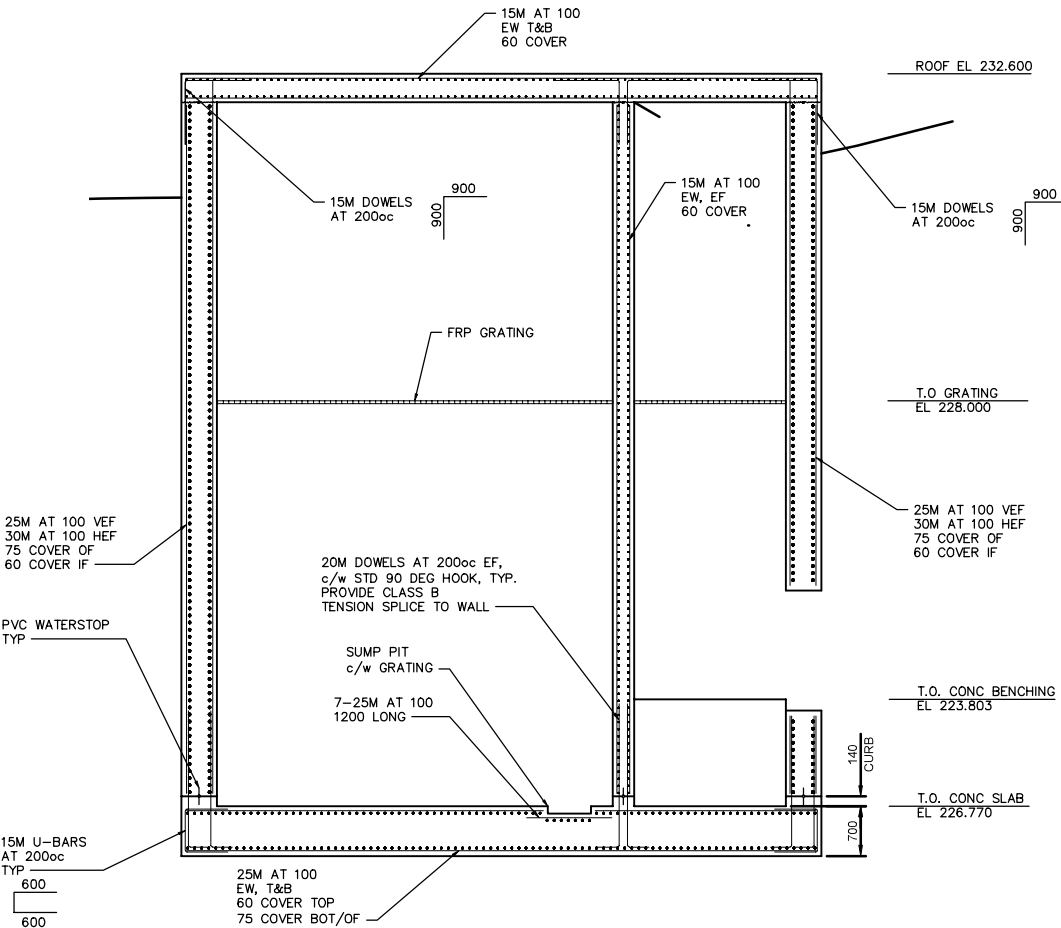 15M AT 100
EW T&B
60 COVER
ROOF EL 232.600
15M DOWELS
AT 200oc
900
900
15M AT 100
EW, EF
60 COVER
15M DOWELS
AT 200oc
900
900
FRP GRATING
T.O GRATING
EL 228.000
25M AT 100 VEF
30M AT 100 HEF
75 COVER OF
60 COVER IF
25M AT 100 VEF
30M AT 100 HEF
75 COVER OF
60 COVER IF
20M DOWELS AT 200oc EF,
c/w STD 90 DEG HOOK, TYP.
PROVIDE CLASS B
TENSION SPLICE TO WALL
PVC WATERSTOP
TYP
SUMP PIT
c/w GRATING
7-25M AT 100
1200 LONG
T.O. CONC BENCHING
EL 223.803
140
CURB
T.O. CONC SLAB
EL 226.770
700
15M U-BARS
AT 200oc
TYP
600
600
25M AT 100
EW, T&B
60 COVER TOP
75 COVER BOT/OF